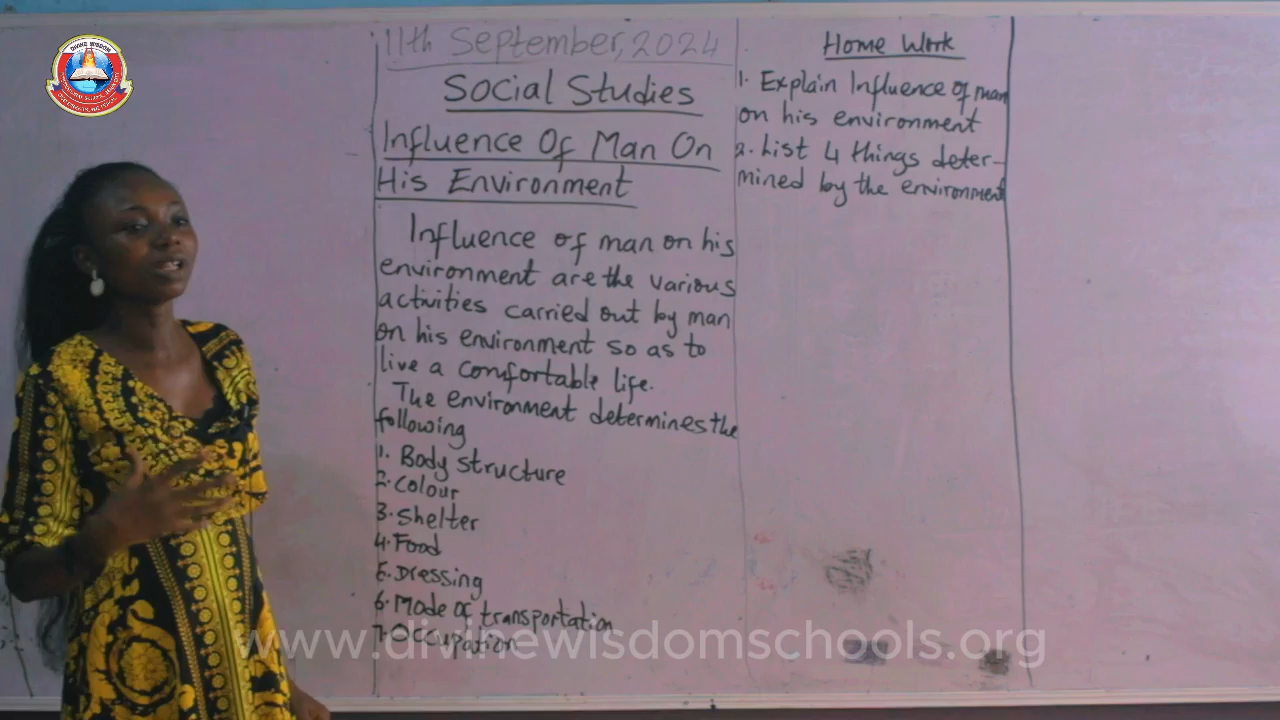 DIVINE WISDOM
11th September, 2024
Social Studies
Influence Of Man On
His Environment
Influence of man on his
environment are the various
activities carried out by man
on his environment so as to
live a comfortable life.
The environment determines the
following
1. Body structure
2. Colour
3. Shelter
4. Food
5. Dressing
6. Mode of transportation
7. Occupation
Home Work
1. Explain Influence of man
on his environment
2. List 4 things deter-
mined by the environment
www.divinewisdomschools.org